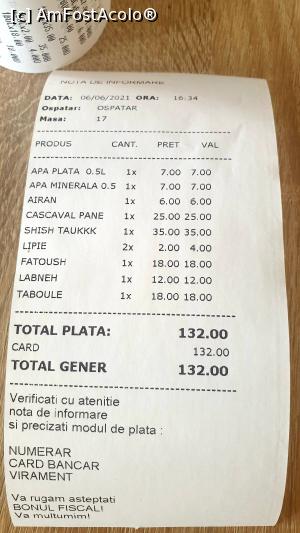 [c] AmFostAcolo®
NOTA DE INFORMARE
DATA: 06/06/2021 ORA: 16:34
Ospatar: OSPATAR
Masa: 17
PRODUS CANT. PRET VAL
APA PLATA 0.5L 1x 7.00 7.00
APA MINERALA 0.5 1x 7.00 7.00
AIRAN 1x 6.00 6.00
CASCAVAL PANE 1x 25.00 25.00
SHISH TAUKKK 1x 35.00 35.00
LIPIE 2x 2.00 4.00
FATOUSH 1x 18.00 18.00
LABNEH 1x 12.00 12.00
TABOULE 1x 18.00 18.00
TOTAL PLATA: 132.00
CARD 132.00
TOTAL GENER 132.00
Verificati cu atenitie
nota de informare
si precizati modul de plata :
NUMERAR
CARD BANCAR
VIRAMENT
Va rugam asteptati
BONUL FISCAL!
Va multumim!